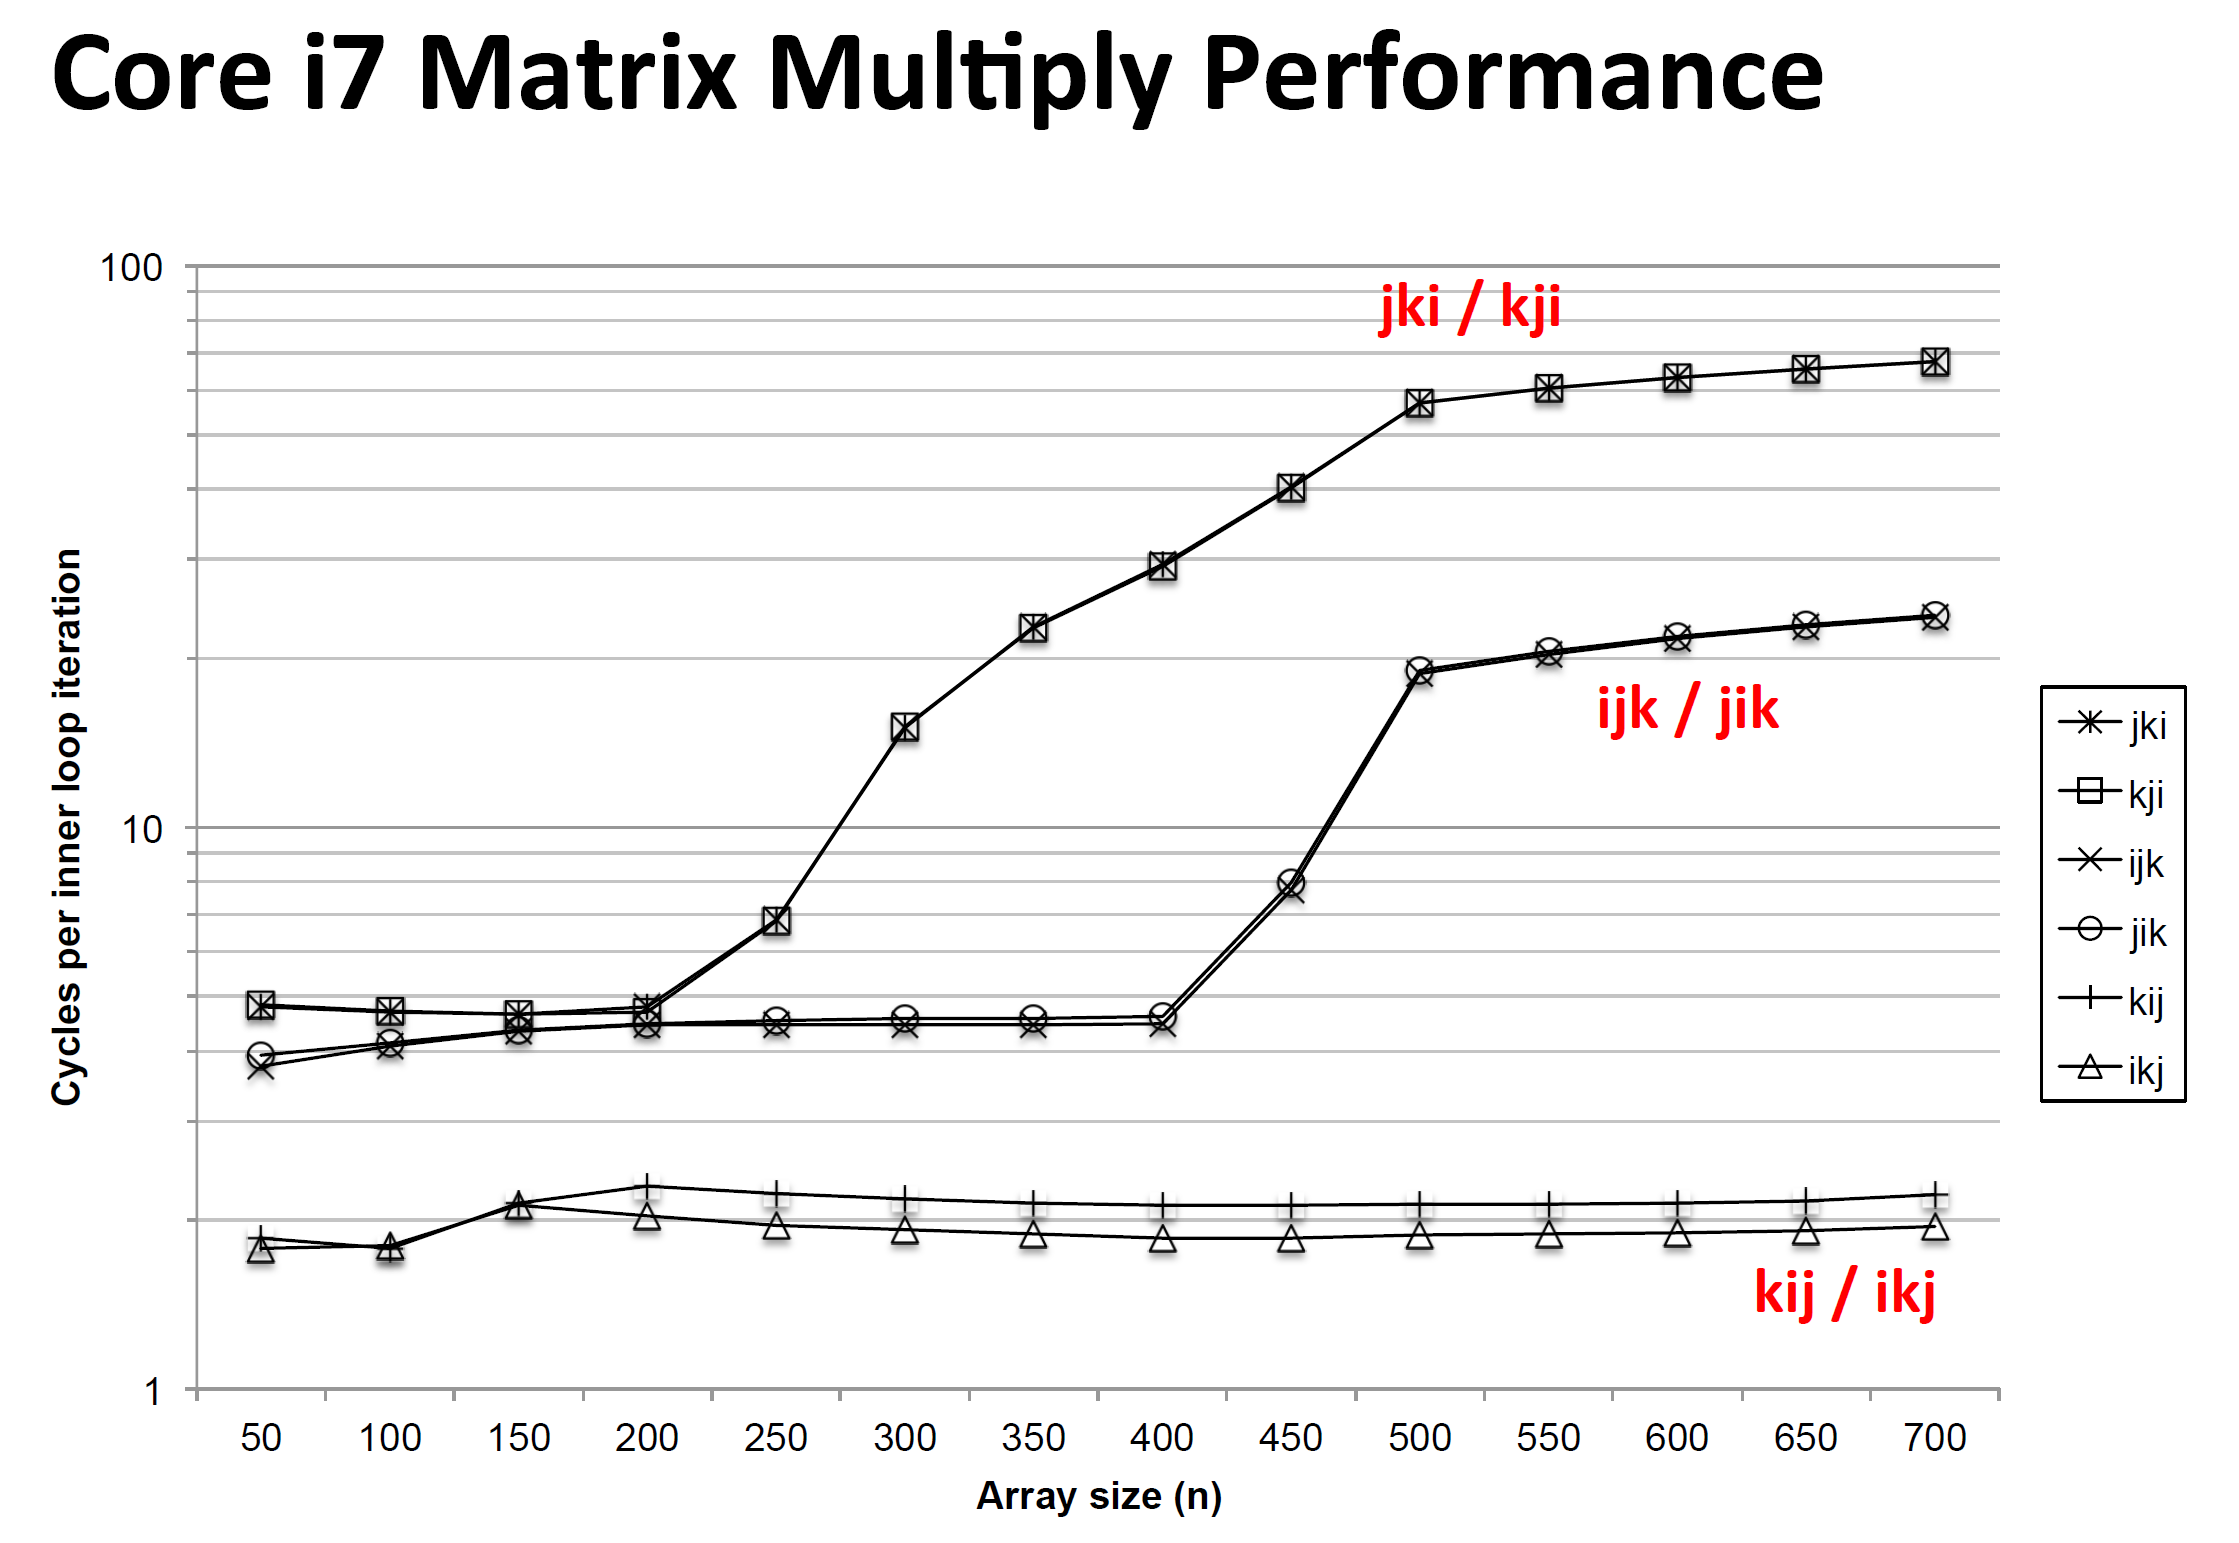 Core i7 Matrix Multiply Performance
100
jki / kji
ijk / jik
10
kij / ikj
1
Cycles per inner loop iteration
50 100 150 200 250 300 350 400 450 500 550 600 650 700
Array size (n)
jki
kji
ijk
jik
kij
ikj